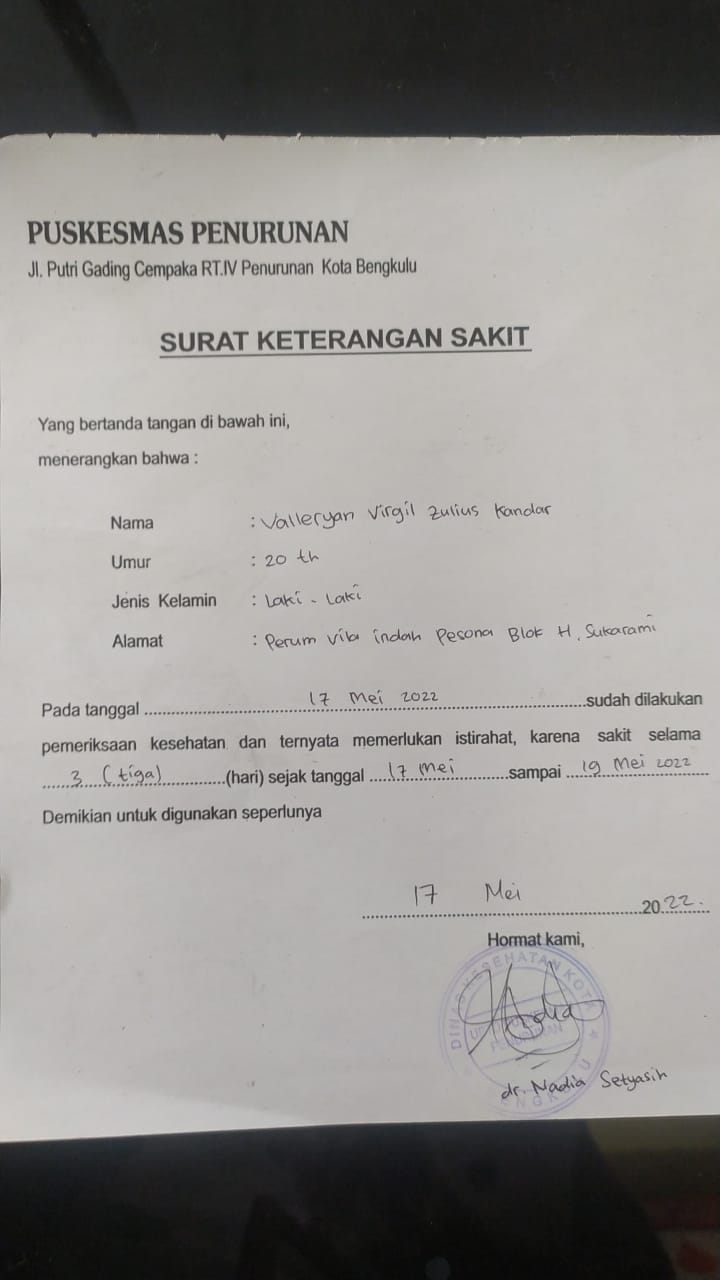 PUSKESMAS PENURUNAN
Jl. Putri Gading Cempaka RT.IV Penurunan Kota Bengkulu
SURAT KETERANGAN SAKIT
Yang bertanda tangan di bawah ini,
menerangkan bahwa :
Nama : Valleryan Virgil Zulius Kandar
Umur : 20 th
Jenis Kelamin : Laki - Laki
Alamat : Perum Villa indah Pesona Blok H, Sukarami
Pada tanggal 17 Mei 2022 sudah dilakukan
pemeriksaan kesehatan dan ternyata memerlukan istirahat, karena sakit selama
3 (tiga) (hari) sejak tanggal 17 Mei sampai 19 Mei 2022
Demikian untuk digunakan seperlunya
17 Mei 2022.
Hormat kami,
DINAS KESEHATAN KOTA
dr. Nadia Setyasih